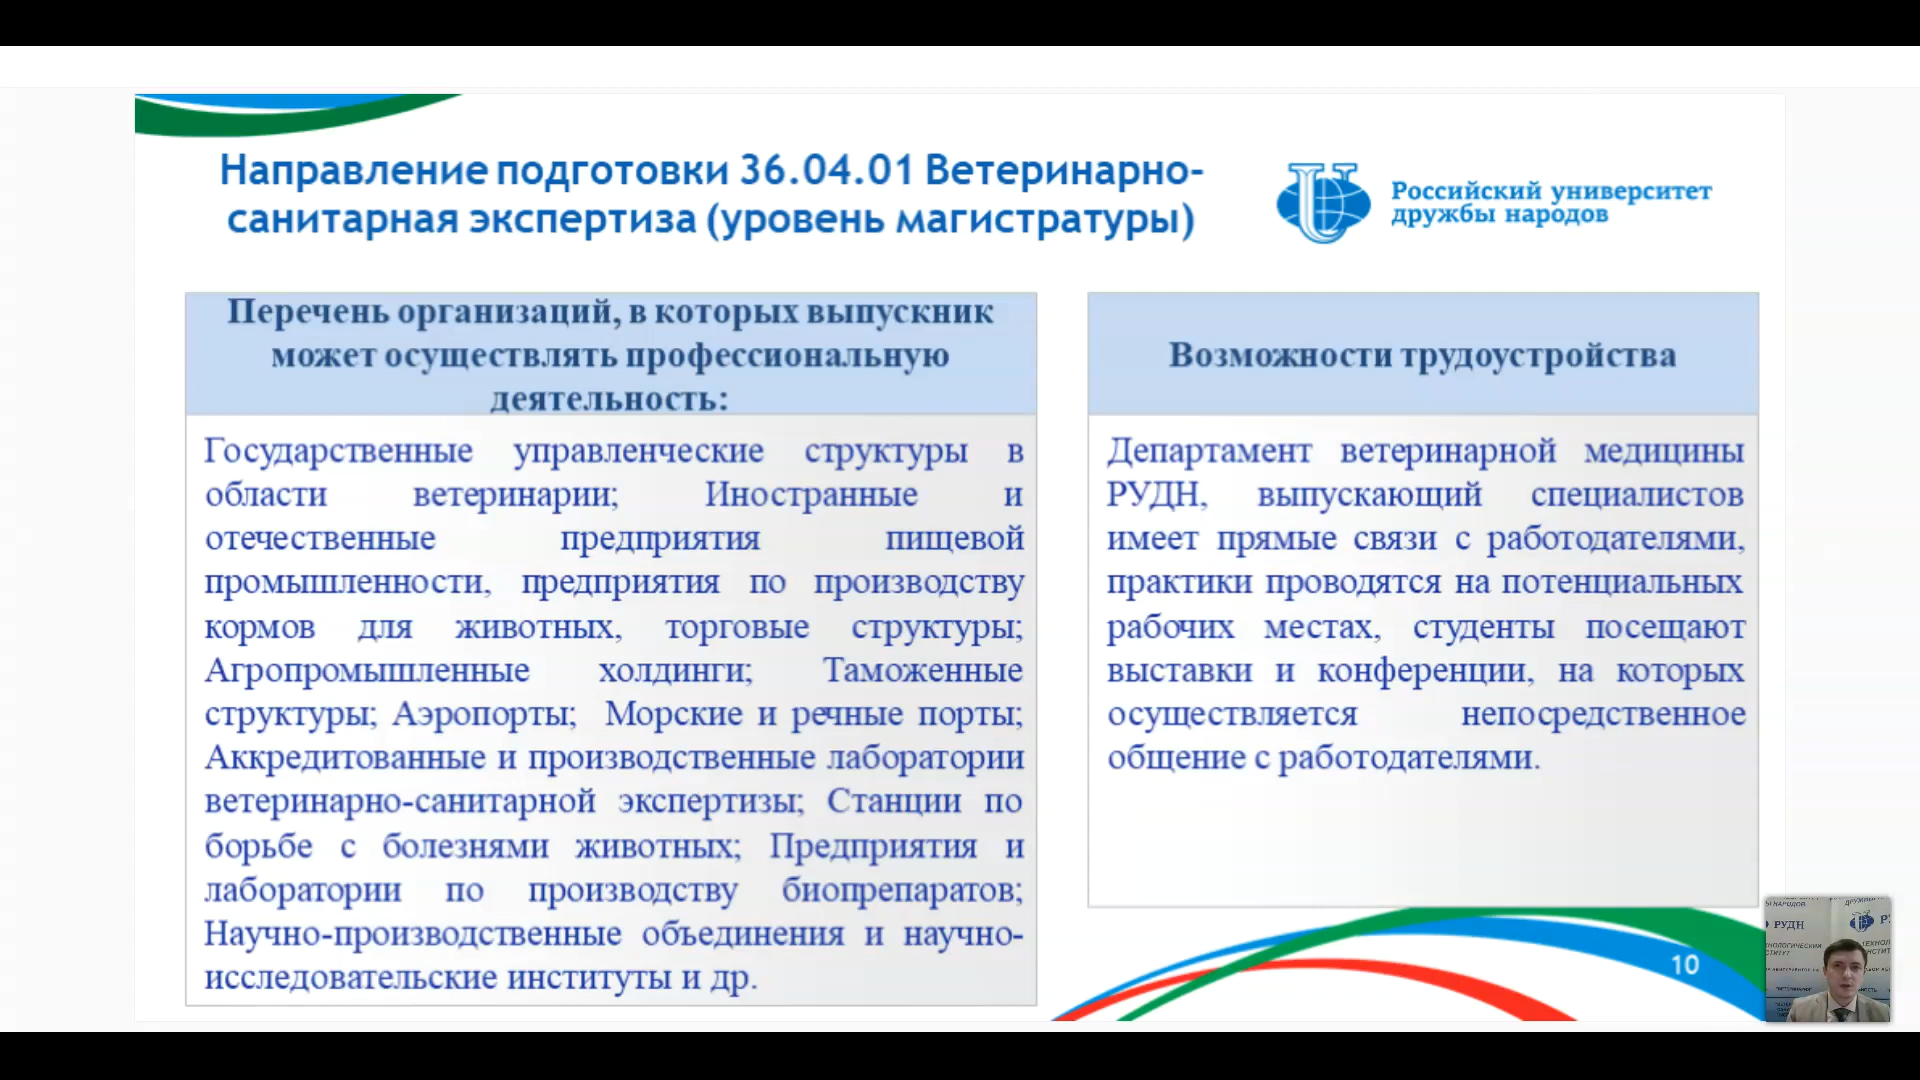 Направление подготовки 36.04.01 Ветеринарно-
санитарная экспертиза (уровень магистратуры)
Российский университет
дружбы народов
Перечень организаций, в которых выпускник
может осуществлять профессиональную
деятельность:
Государственные управленческие структуры в
области ветеринарии; Иностранные и
отечественные предприятия пищевой
промышленности, предприятия по производству
кормов для животных, торговые структуры;
Агропромышленные холдинги; Таможенные
структуры; Аэропорты; Морские и речные порты;
Аккредитованные и производственные лаборатории
ветеринарно-санитарной экспертизы; Станции по
борьбе с болезнями животных; Предприятия и
лаборатории по производству биопрепаратов;
Научно-производственные объединения и научно-
исследовательские институты и др.
Возможности трудоустройства
Департамент ветеринарной медицины
РУДН, выпускающий специалистов
имеет прямые связи с работодателями,
практики проводятся на потенциальных
рабочих местах, студенты посещают
выставки и конференции, на которых
осуществляется непосредственное
общение с работодателями.
10
РУДН